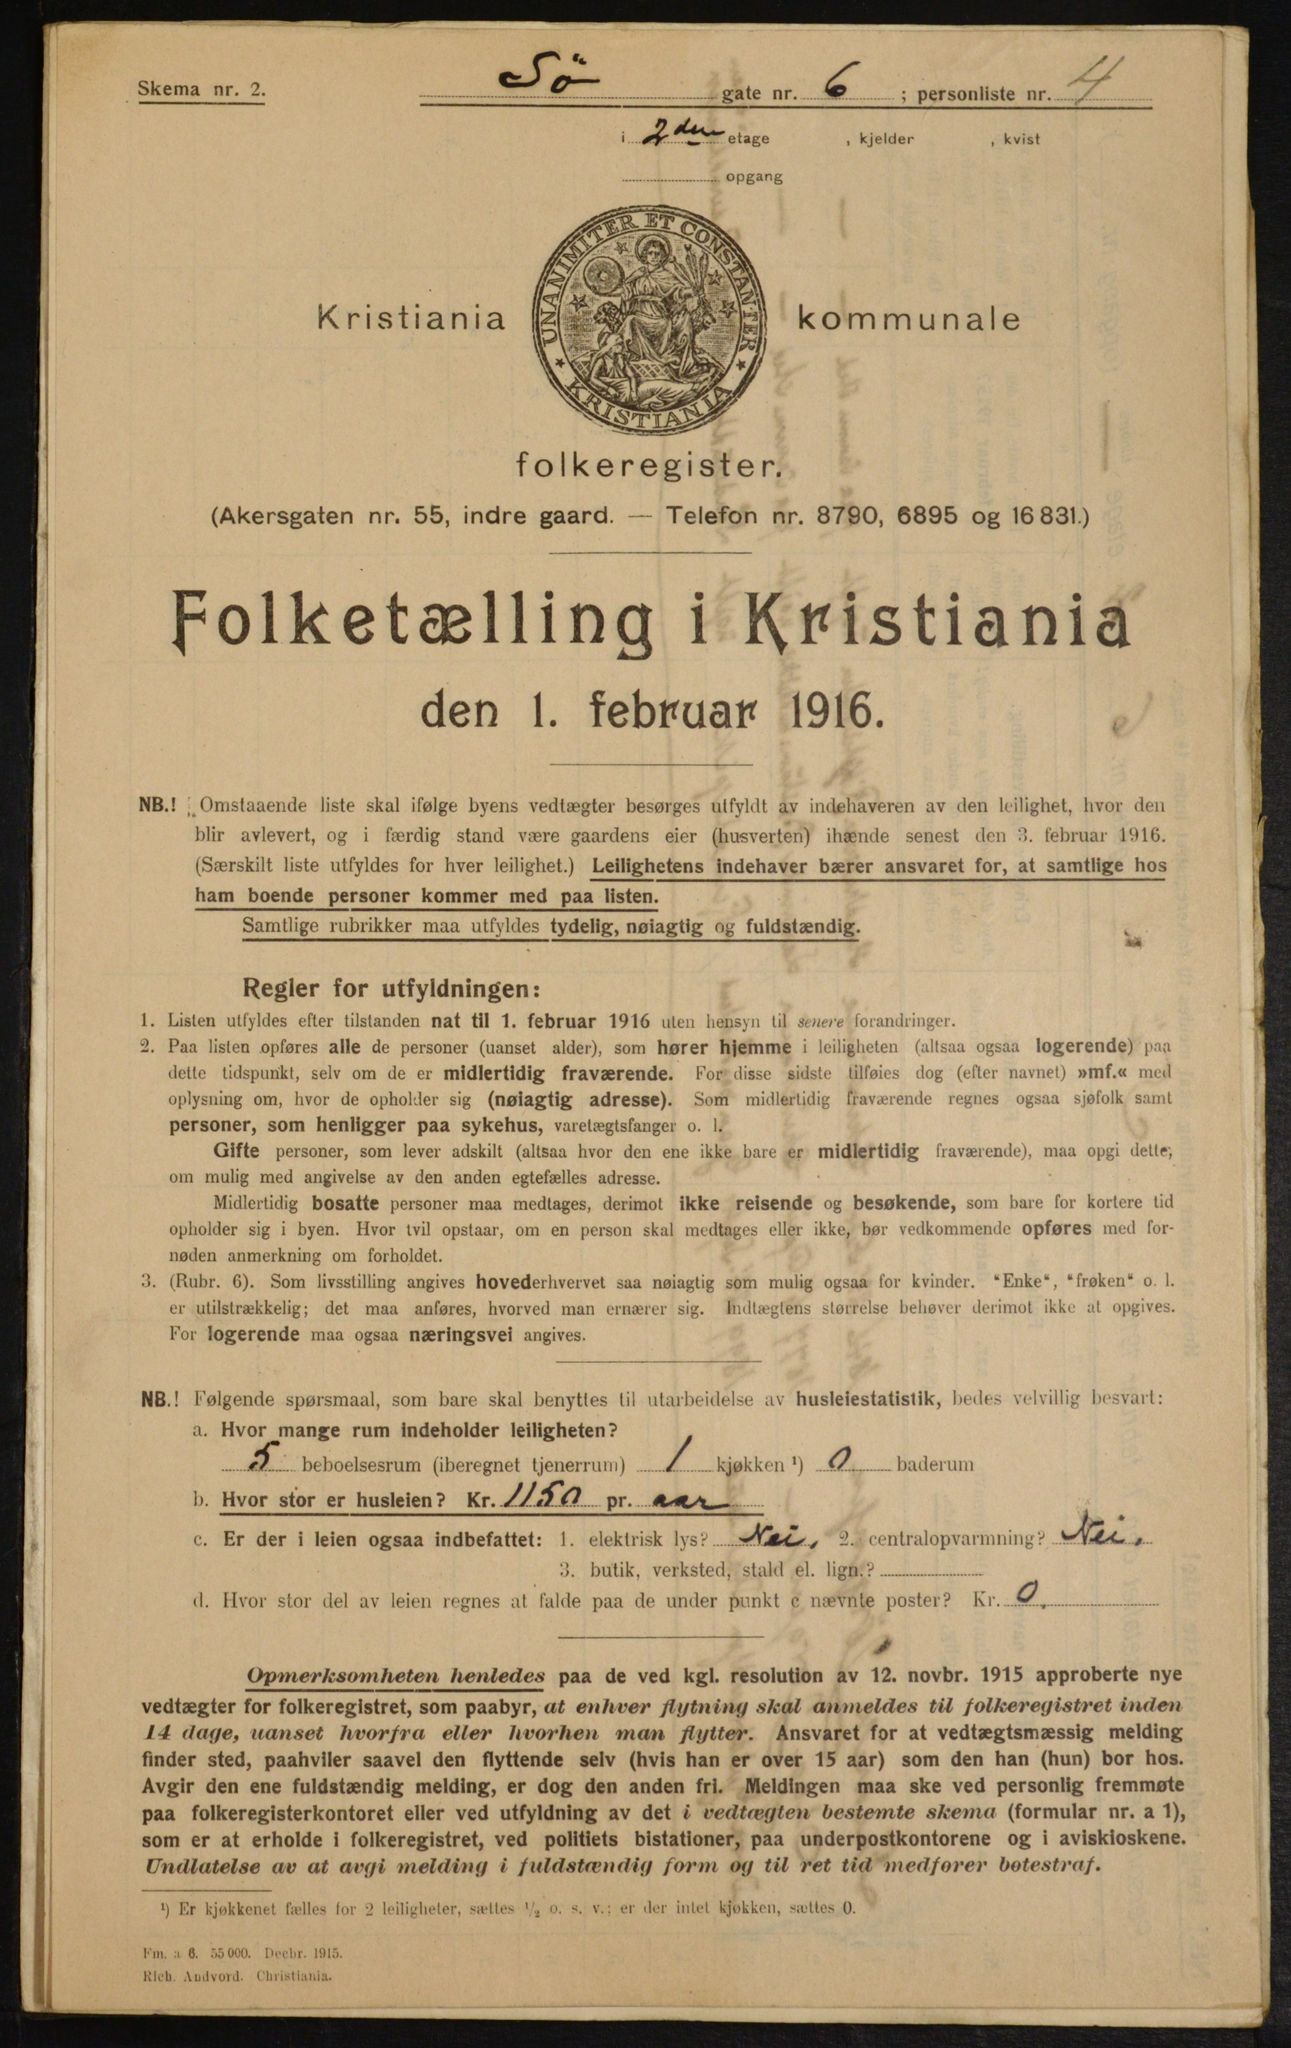 Skema nr. 2.
Sö gate nr. 6 ; personliste nr. 4
i 2den etage , kjelder , kvist
opgang
UNANIMITER ET CONSTANTER
KRISTIANIA
Kristiania kommunale
folkeregister.
(Akersgaten nr. 55, indre gaard. — Telefon nr. 8790, 6895 og 16 831.)
Folketælling i Kristiania
den 1. februar 1916.
NB.! Omstaaende liste skal ifølge byens vedtægter besørges utfyldt av indehaveren av den leilighet, hvor den
blir avlevert, og i færdig stand være gaardens eier (husverten) ihænde senest den 3. februar 1916.
(Særskilt liste utfyldes for hver leilighet.) Leilighetens indehaver bærer ansvaret for, at samtlige hos
ham boende personer kommer med paa listen.
Samtlige rubrikker maa utfyldes tydelig, nøiagtig og fuldstændig.
Regler for utfyldningen:
1. Listen utfyldes efter tilstanden nat til 1. februar 1916 uten hensyn til senere forandringer.
2. Paa listen opføres alle de personer (uanset alder), som hører hjemme i leiligheten (altsaa ogsaa logerende) paa
dette tidspunkt, selv om de er midlertidig fraværende. For disse sidste tilføies dog (efter navnet) »mf.« med
oplysning om, hvor de opholder sig (nøiagtig adresse). Som midlertidig fraværende regnes ogsaa sjøfolk samt
personer, som henligger paa sykehus, varetægtsfanger o. l.
Gifte personer, som lever adskilt (altsaa hvor den ene ikke bare er midlertidig fraværende), maa opgi dette,
om mulig med angivelse av den anden egtefælles adresse.
Midlertidig bosatte personer maa medtages, derimot ikke reisende og besøkende, som bare for kortere tid
opholder sig i byen. Hvor tvil opstaar, om en person skal medtages eller ikke, bør vedkommende opføres med for-
nøden anmerkning om forholdet.
3. (Rubr. 6). Som livsstilling angives hovederhvervet saa nøiagtig som mulig ogsaa for kvinder. "Enke", "frøken" o. l.
er utilstrækkelig; det maa anføres, hvorved man ernærer sig. Indtægtens størrelse behøver derimot ikke at opgives.
For logerende maa ogsaa næringsvei angives.
NB.! Følgende spørsmaal, som bare skal benyttes til utarbeidelse av husleiestatistik, bedes velvillig besvart:
a. Hvor mange rum indeholder leiligheten?
5 beboelsesrum (iberegnet tjenerrum) 1 kjøkken ¹) 0 baderum
b. Hvor stor er husleien? Kr. 1150 pr. aar
c. Er der i leien ogsaa indbefattet: 1. elektrisk lys? Nei. 2. centralopvarmning? Nei.
3. butik, verksted, stald el. lign.?
d. Hvor stor del av leien regnes at falde paa de under punkt c nævnte poster? Kr. 0.
Opmerksomheten henledes paa de ved kgl. resolution av 12. novbr. 1915 approberte nye
vedtægter for folkeregistret, som paabyr, at enhver flytning skal anmeldes til folkeregistret inden
14 dage, uanset hvorfra eller hvorhen man flytter. Ansvaret for at vedtægtsmæssig melding
finder sted, paahviler saavel den flyttende selv (hvis han er over 15 aar) som den han (hun) bor hos.
Avgir den ene fuldstændig melding, er dog den anden fri. Meldingen maa ske ved personlig fremmøte
paa folkeregisterkontoret eller ved utfyldning av det i vedtægten bestemte skema (formular nr. a 1),
som er at erholde i folkeregistret, ved politiets bistationer, paa underpostkontorene og i aviskioskene.
Undlatelse av at avgi melding i fuldstændig form og til ret tid medfører bøtestraf.
¹) Er kjøkkenet fælles for 2 leiligheter, sættes ½ o. s. v.; er der intet kjøkken, sættes 0.
Fm. a 6. 55 000. Decbr. 1915.
Rich. Andvord. Christiania.